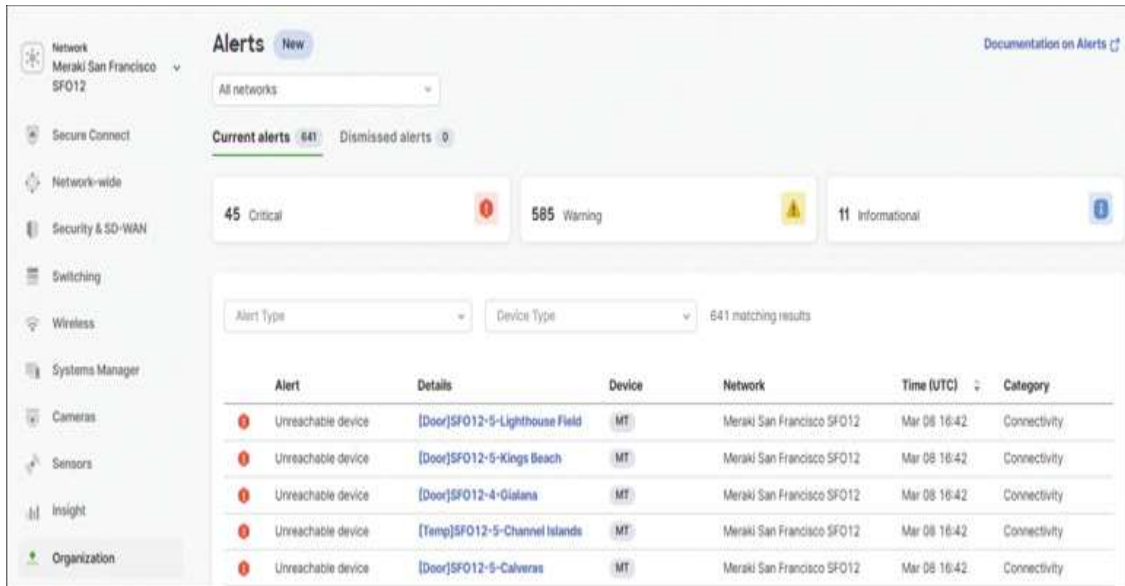 Network
Meraki San Francisco
SFO12
Secure Connect
Network-wide
Security & SD-WAN
Switching
Wireless
Systems Manager
Cameras
Sensors
Insight
Organization
Alerts New
Documentation on Alerts
All networks
Current alerts 641 Dismissed alerts 0
45 Critical
585 Warning
11 Informational
Alert Type
Device Type
641 matching results
Alert Details Device Network Time (UTC) Category
Unreachable device [Door]SFO12-5-Lighthouse Field MT Meraki San Francisco SFO12 Mar 08 16:42 Connectivity
Unreachable device [Door]SFO12-5-Kings Beach MT Meraki San Francisco SFO12 Mar 08 16:42 Connectivity
Unreachable device [Door]SFO12-4-Gialana MT Meraki San Francisco SFO12 Mar 08 16:42 Connectivity
Unreachable device [Temp]SFO12-5-Channel Islands MT Meraki San Francisco SFO12 Mar 08 16:42 Connectivity
Unreachable device [Door]SFO12-5-Calveras MT Meraki San Francisco SFO12 Mar 08 16:42 Connectivity